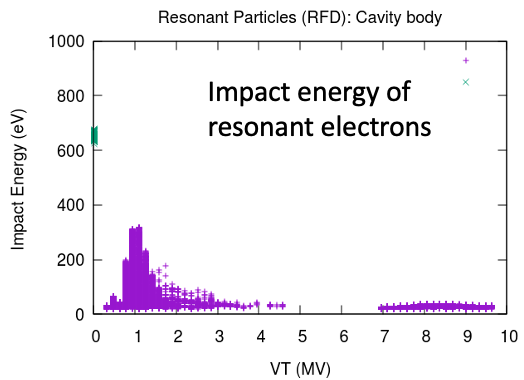 Resonant Particles (RFD): Cavity body
1000
800
600
400
200
0
Impact Energy (eV)
Impact energy of
resonant electrons
0 1 2 3 4 5 6 7 8 9 10
VT (MV)